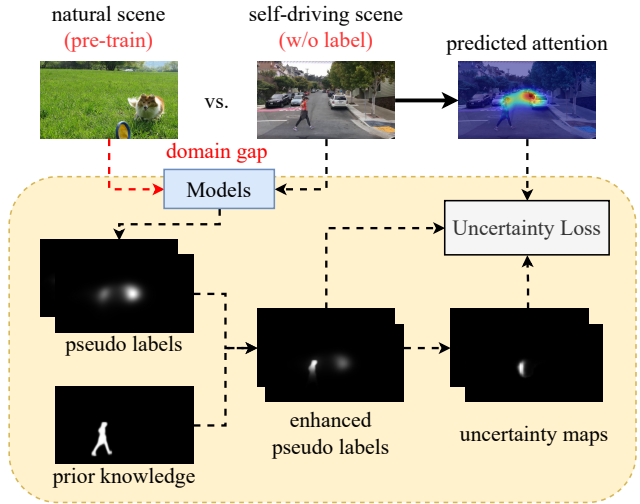 natural scene
(pre-train)
self-driving scene
(w/o label)
predicted attention
vs.
domain gap
Models
Uncertainty Loss
pseudo labels
enhanced
pseudo labels
uncertainty maps
prior knowledge